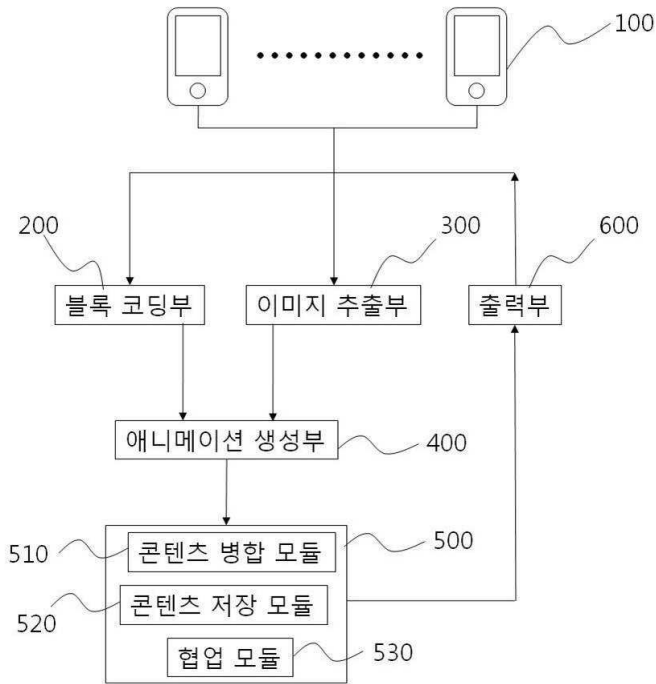 100
200
300
600
블록 코딩부
이미지 추출부
출력부
애니메이션 생성부
400
510
콘텐츠 병합 모듈
500
콘텐츠 저장 모듈
520
협업 모듈
530